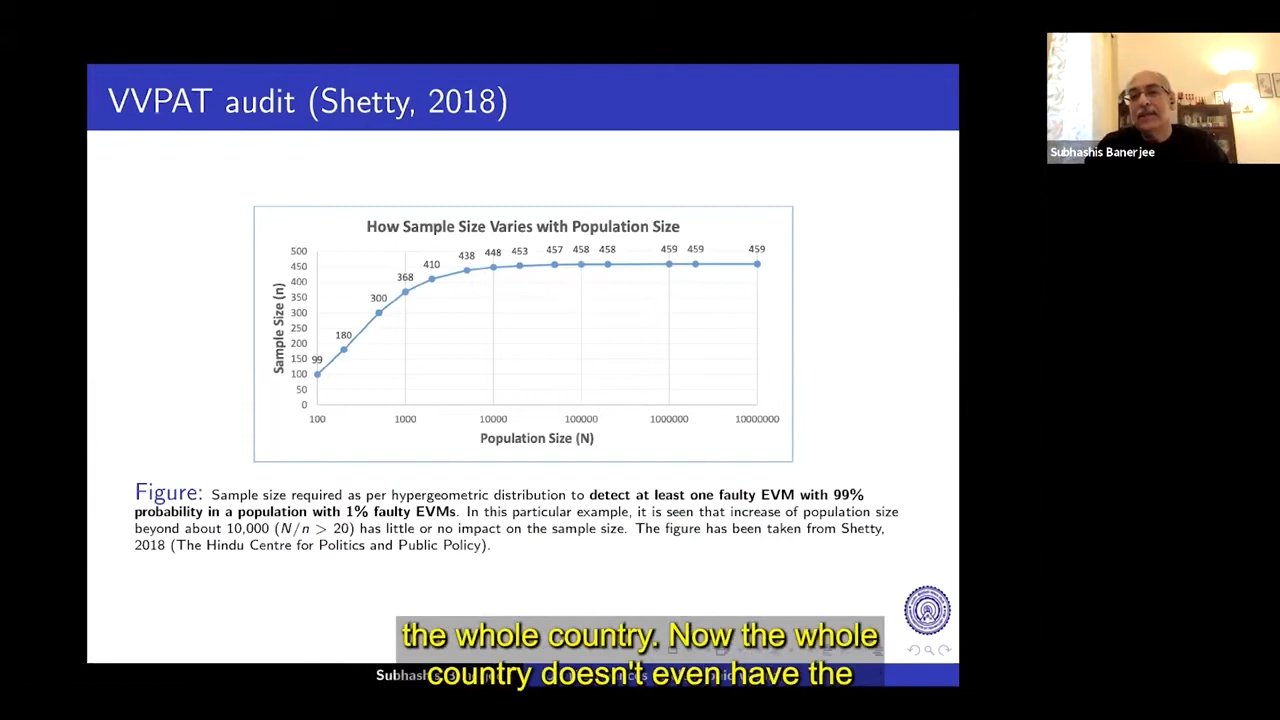 VVPAT audit (Shetty, 2018)
Subhashis Banerjee
How Sample Size Varies with Population Size
Sample Size (n)
500
450
400
350
300
250
200
150
100
50
0
99
180
300
368
410
438
448
453
457
458
458
459
459
459
100
1000
10000
100000
1000000
10000000
Population Size (N)
Figure: Sample size required as per hypergeometric distribution to detect at least one faulty EVM with 99%
probability in a population with 1% faulty EVMs. In this particular example, it is seen that increase of population size
beyond about 10,000 (N/n > 20) has little or no impact on the sample size. The figure has been taken from Shetty,
2018 (The Hindu Centre for Politics and Public Policy).
the whole country. Now the whole
country doesn't even have the